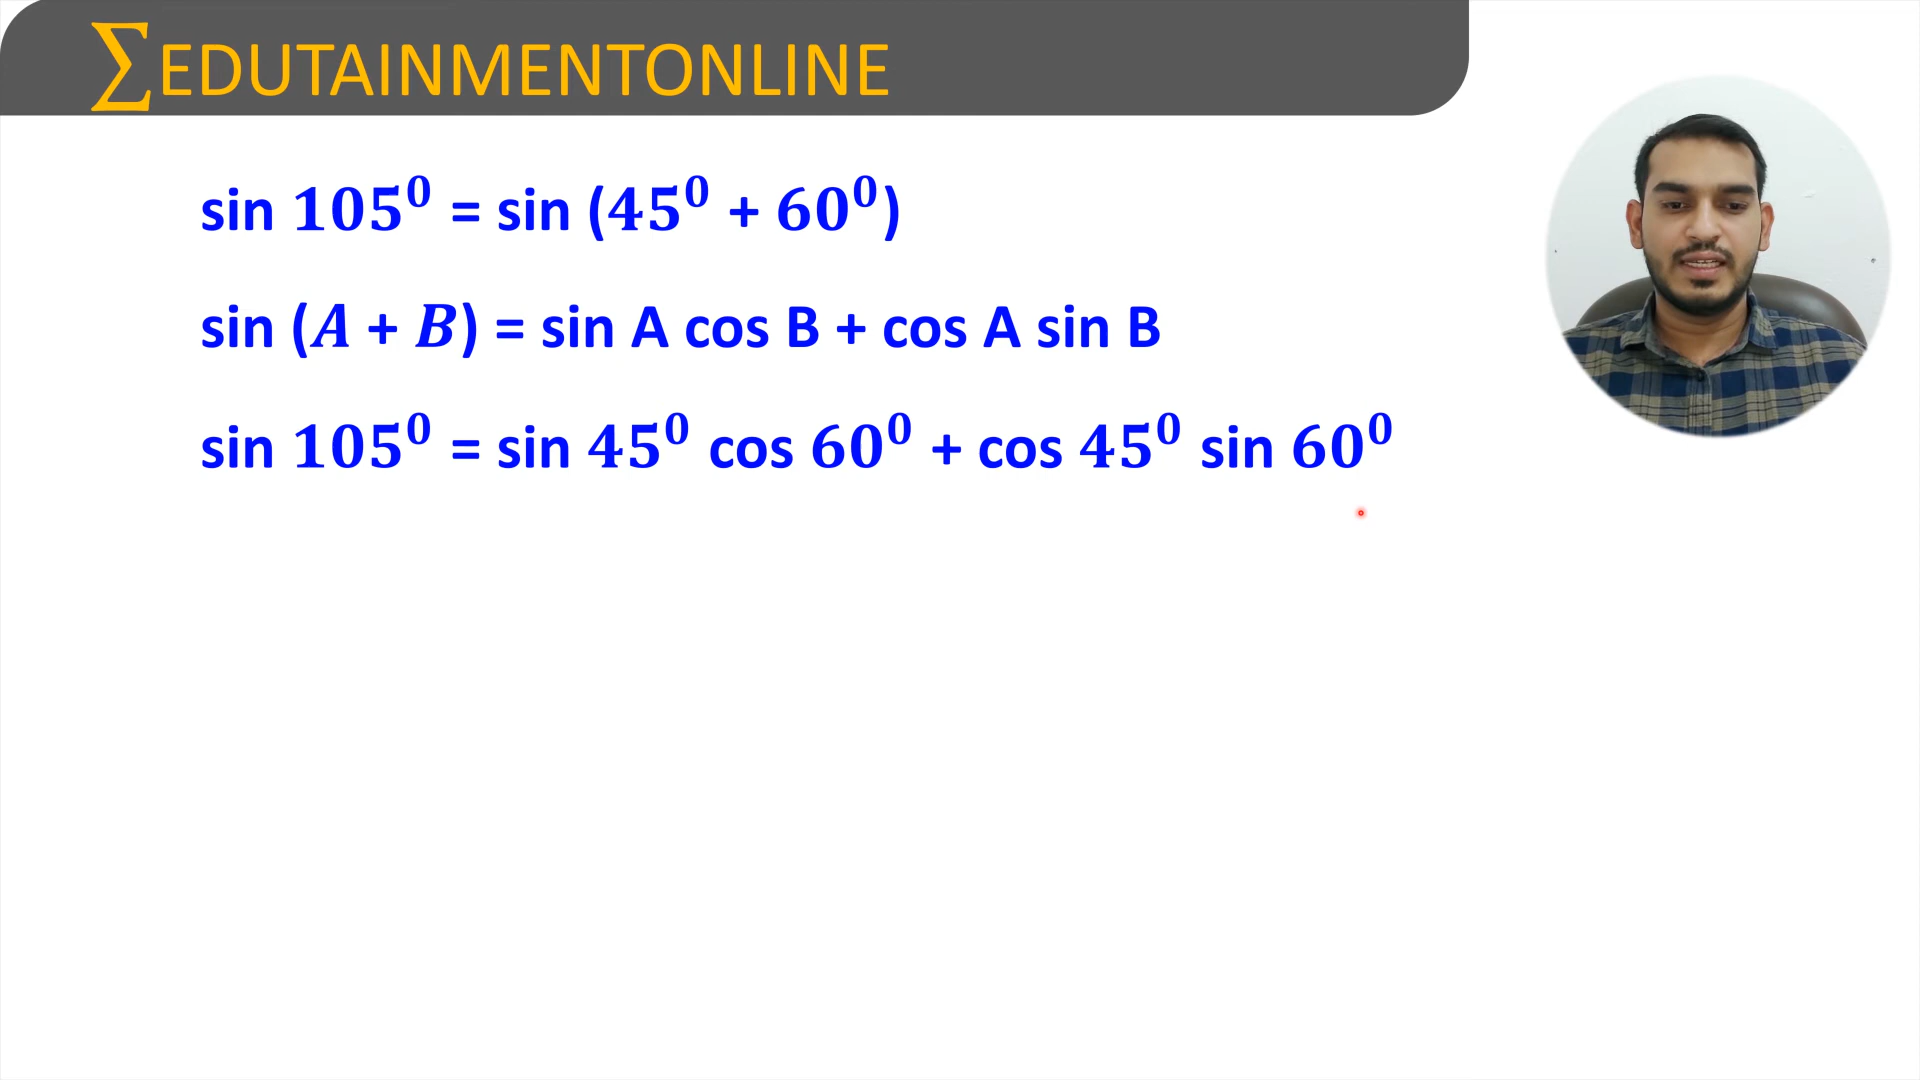 ∑EDUTAINMENTONLINE
sin 105⁰ = sin (45⁰ + 60⁰)
sin (A + B) = sin A cos B + cos A sin B
sin 105⁰ = sin 45⁰ cos 60⁰ + cos 45⁰ sin 60⁰